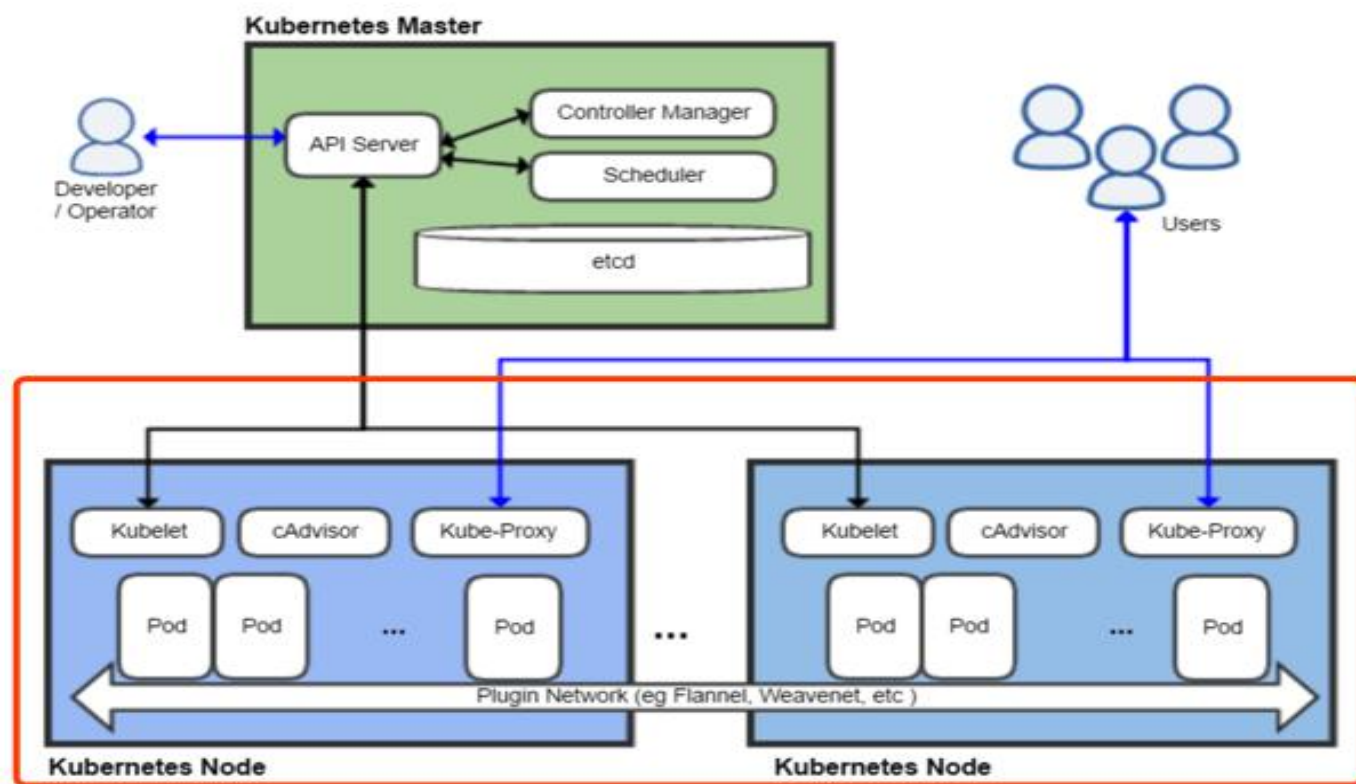 Kubernetes Master
Controller Manager
API Server
Scheduler
Developer
/ Operator
Users
etcd
Kubelet
cAdvisor
Kube-Proxy
Kubelet
cAdvisor
Kube-Proxy
Pod
Pod
...
Pod
...
Pod
Pod
...
Pod
Plugin Network (eg Flannel, Weavenet, etc )
Kubernetes Node
Kubernetes Node